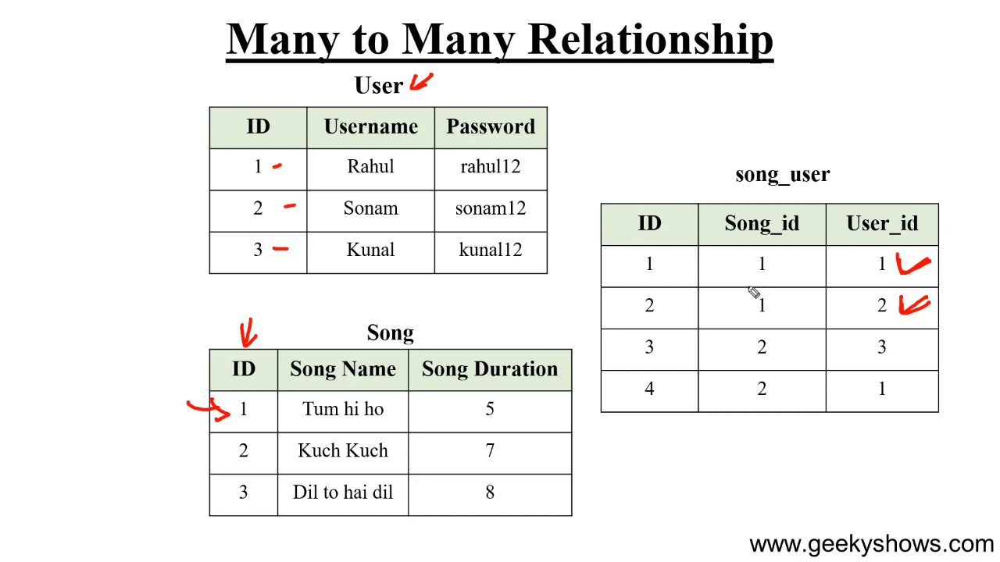 Many to Many Relationship
User
ID Username Password
1 Rahul rahul12
2 Sonam sonam12
3 Kunal kunal12
song_user
ID Song_id User_id
1 1 1
2 1 2
3 2 3
4 2 1
Song
ID Song Name Song Duration
1 Tum hi ho 5
2 Kuch Kuch 7
3 Dil to hai dil 8
www.geekyshows.com